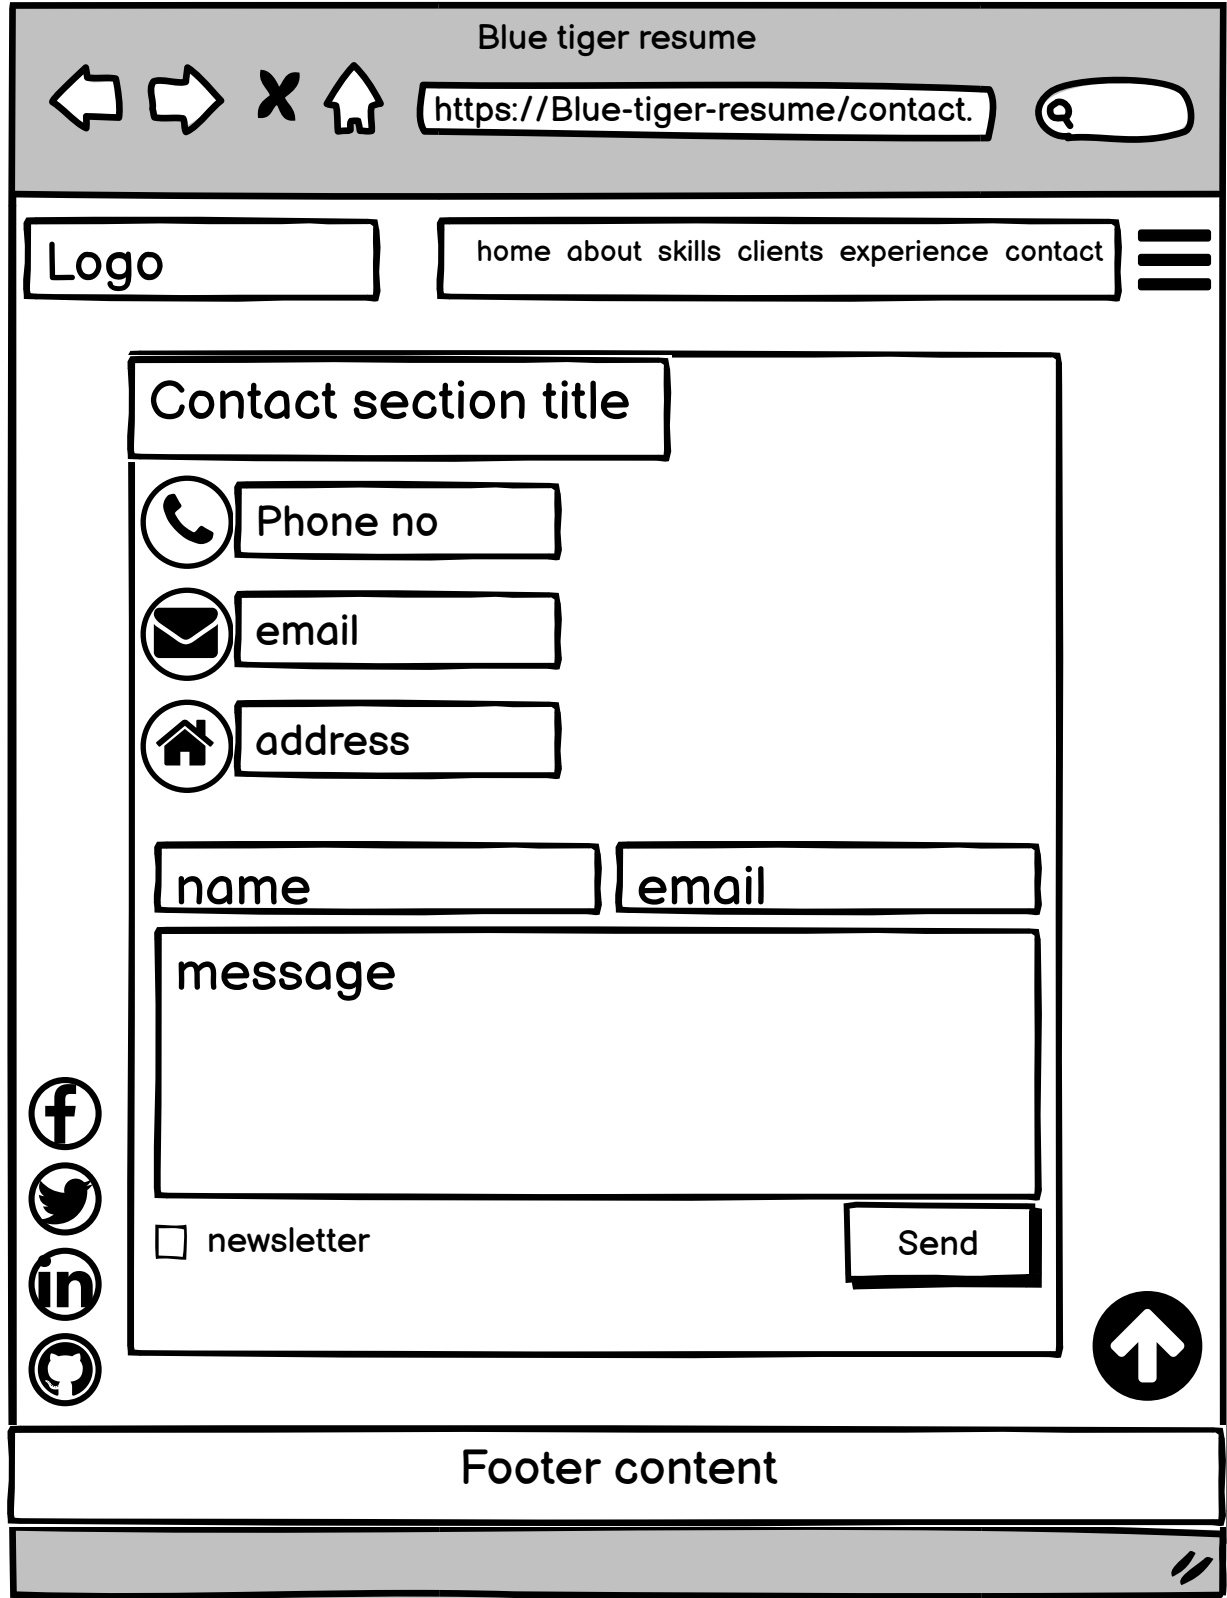 Blue tiger resume
https://Blue-tiger-resume/contact.
Logo
home about skills clients experience contact
Contact section title
Phone no
email
address
name email
message
newsletter Send
Footer content